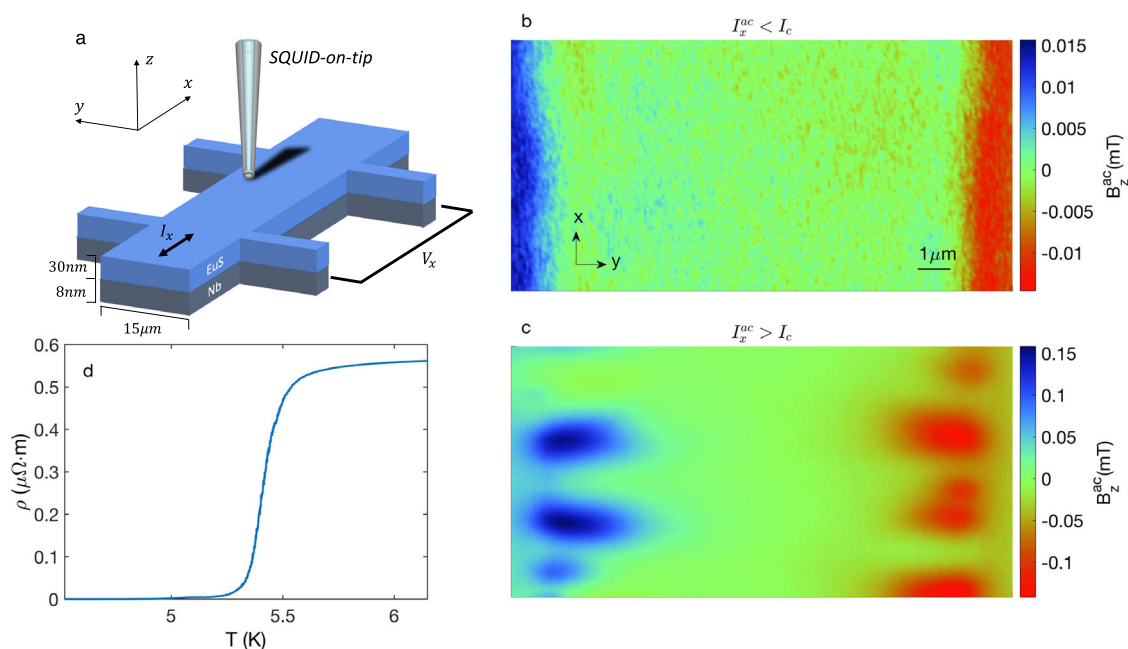 a
SQUID-on-tip
z
x
y
I_x
EuS
Nb
30nm
8nm
15μm
V_x
b
I_x^{ac} < I_c
x
y
1μm
0.015
0.01
0.005
0
-0.005
-0.01
B_z^{ac}(mT)
c
I_x^{ac} > I_c
0.15
0.1
0.05
0
-0.05
-0.1
B_z^{ac}(mT)
d
0.6
0.5
0.4
0.3
0.2
0.1
0
ρ (μΩ·m)
5
5.5
6
T (K)